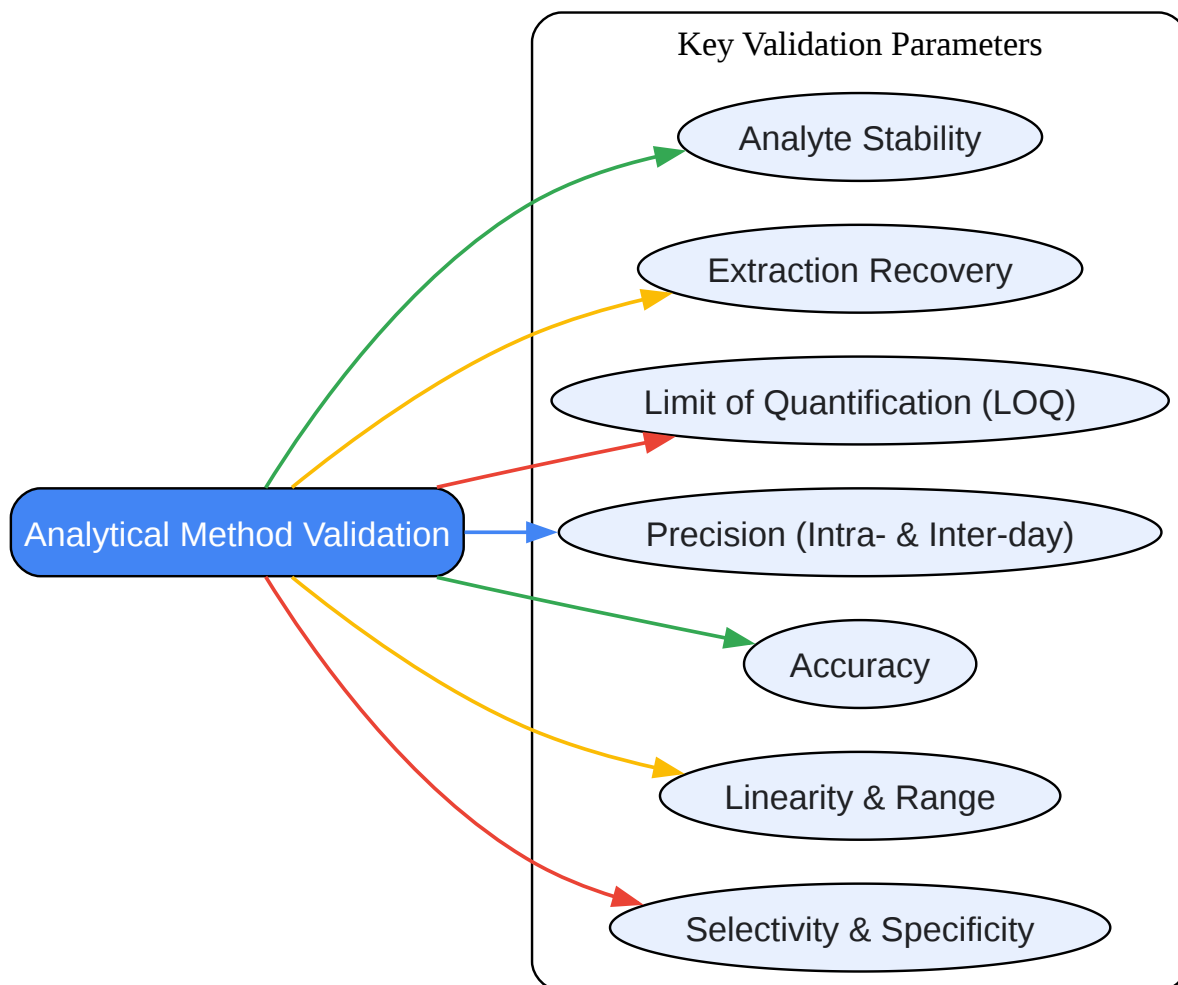 Key Validation Parameters
Analyte Stability
Extraction Recovery
Limit of Quantification (LOQ)
Analytical Method Validation
Precision (Intra- & Inter-day)
Accuracy
Linearity & Range
Selectivity & Specificity